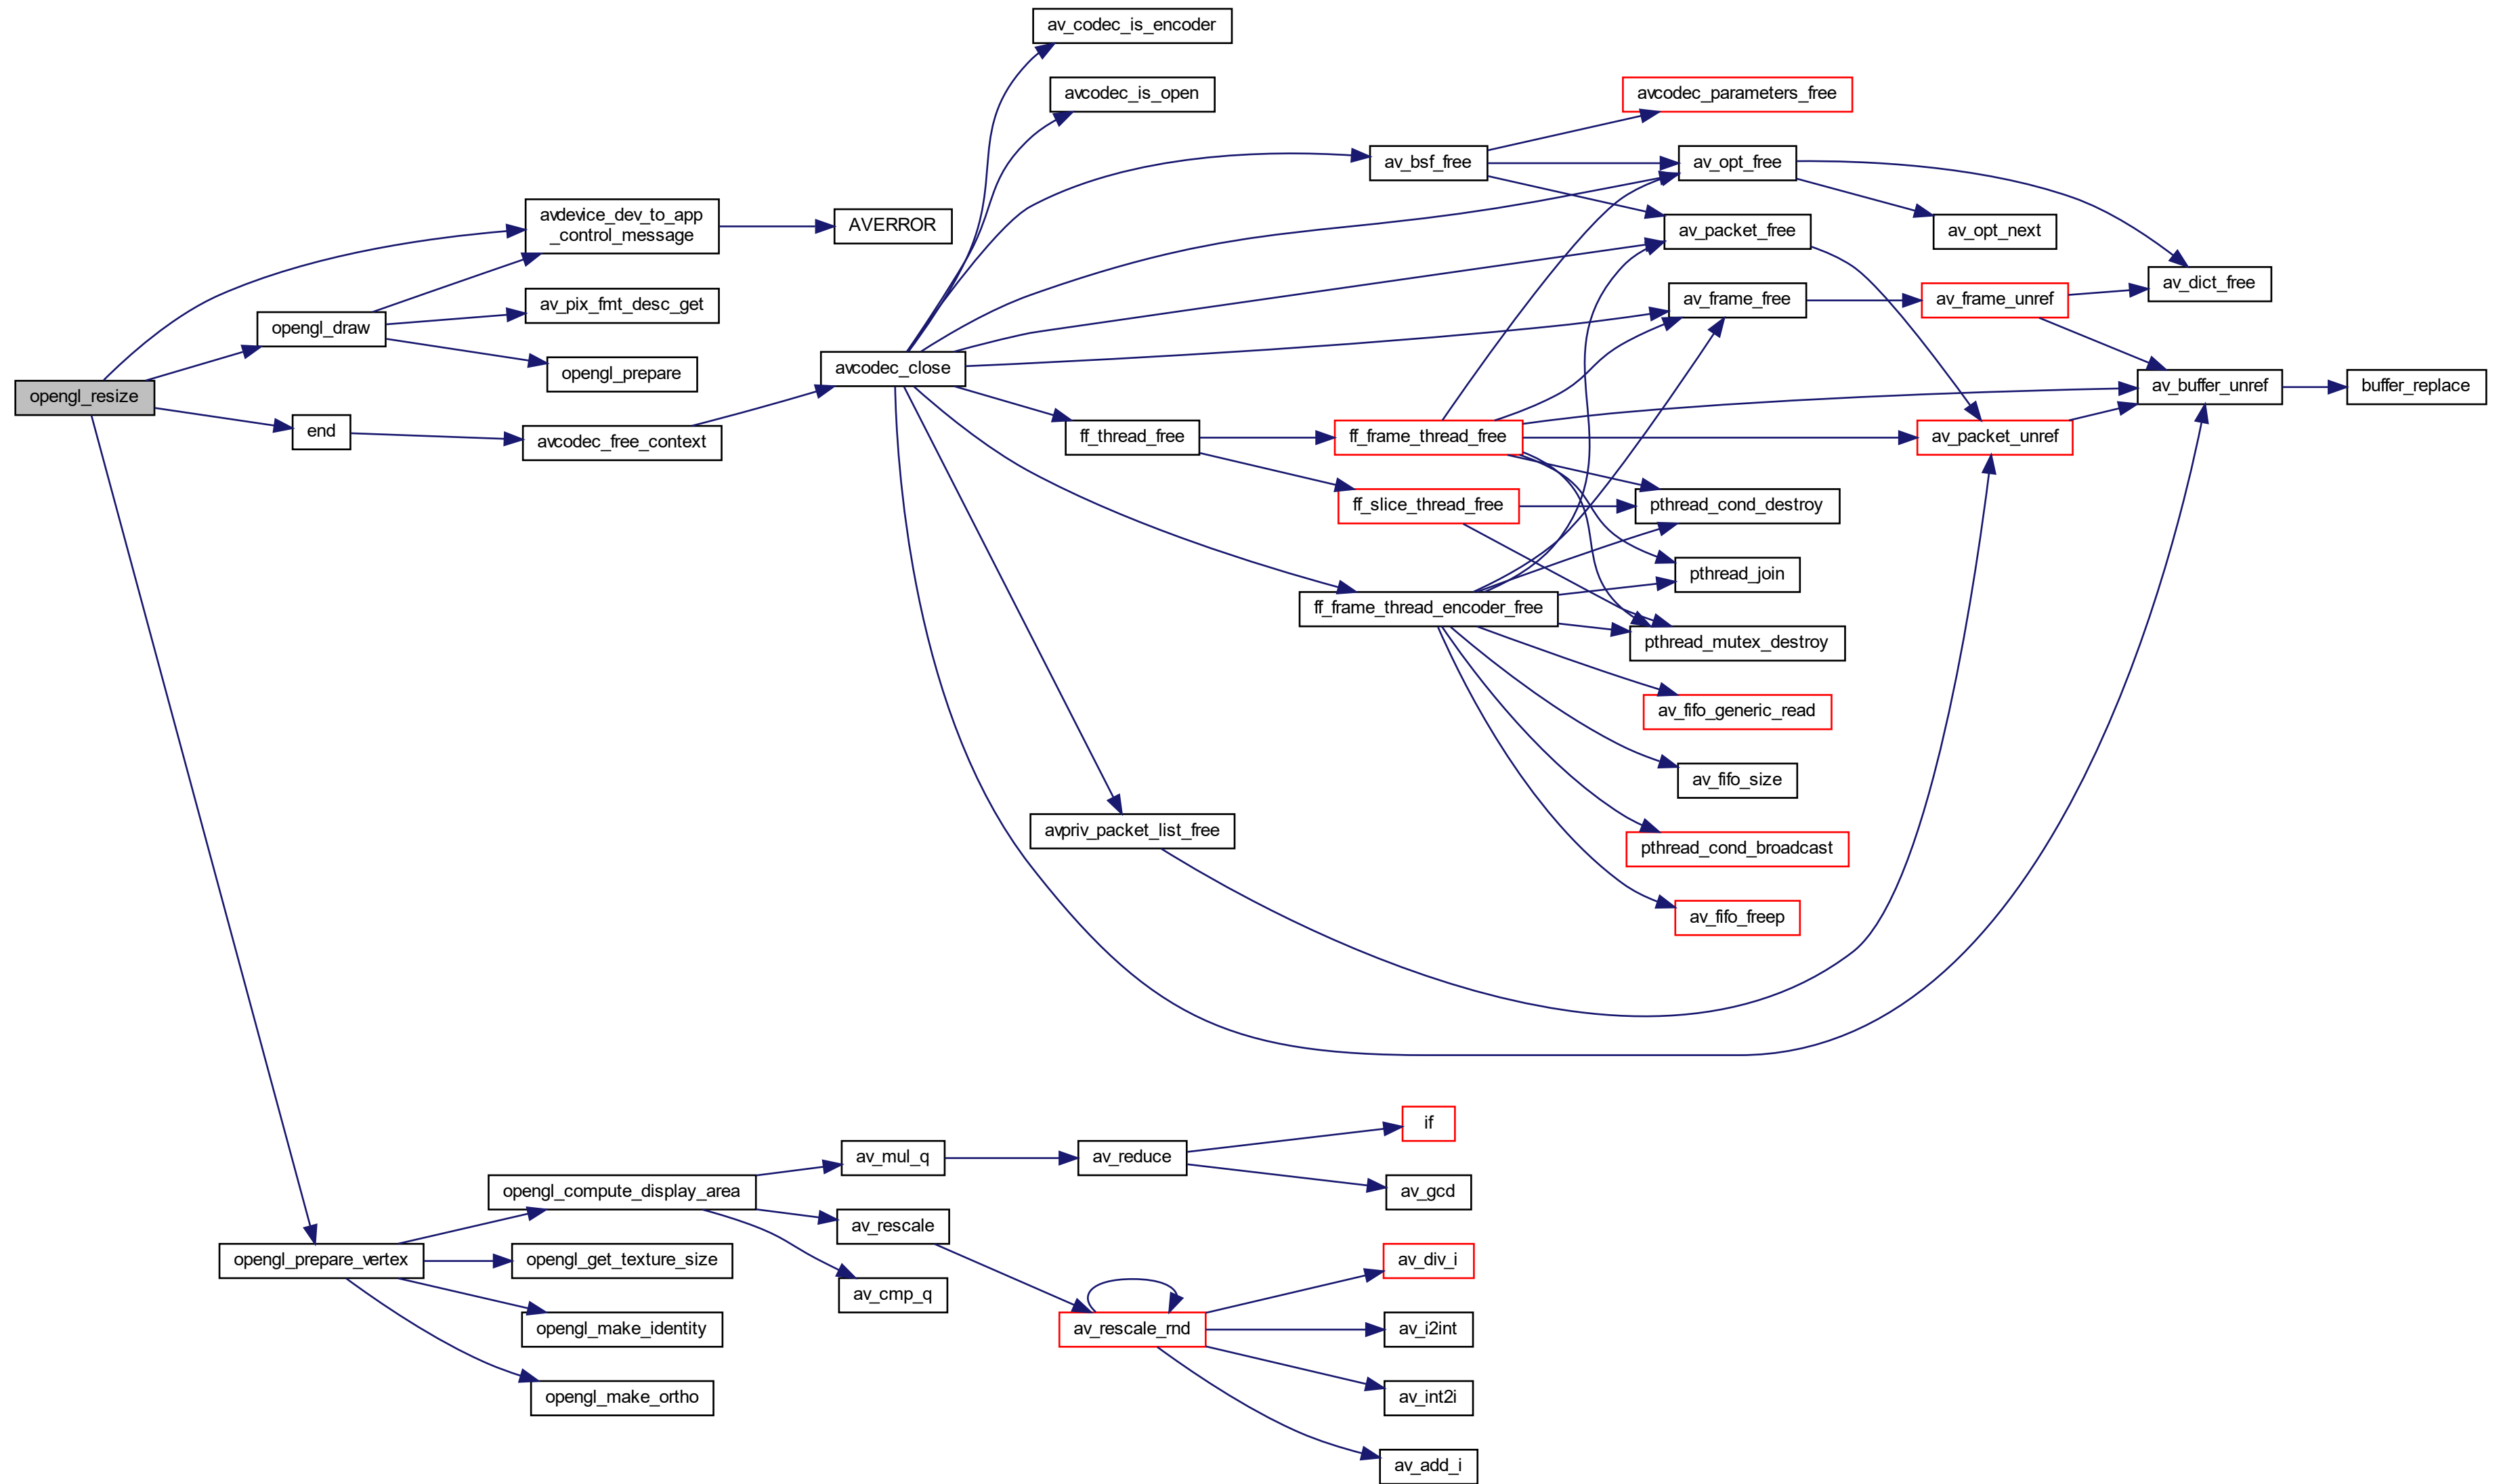 opengl_resize
avdevice_dev_to_app
_control_message
AVERROR
opengl_draw
av_pix_fmt_desc_get
opengl_prepare
end
avcodec_free_context
avcodec_close
av_codec_is_encoder
avcodec_is_open
av_bsf_free
avcodec_parameters_free
av_opt_free
av_packet_free
av_opt_next
av_dict_free
av_frame_free
av_frame_unref
av_buffer_unref
buffer_replace
av_packet_unref
ff_thread_free
ff_frame_thread_free
ff_slice_thread_free
pthread_cond_destroy
pthread_join
pthread_mutex_destroy
ff_frame_thread_encoder_free
av_fifo_generic_read
av_fifo_size
pthread_cond_broadcast
av_fifo_freep
avpriv_packet_list_free
opengl_prepare_vertex
opengl_compute_display_area
opengl_get_texture_size
opengl_make_identity
opengl_make_ortho
av_mul_q
av_rescale
av_cmp_q
av_reduce
if
av_gcd
av_rescale_rnd
av_div_i
av_i2int
av_int2i
av_add_i